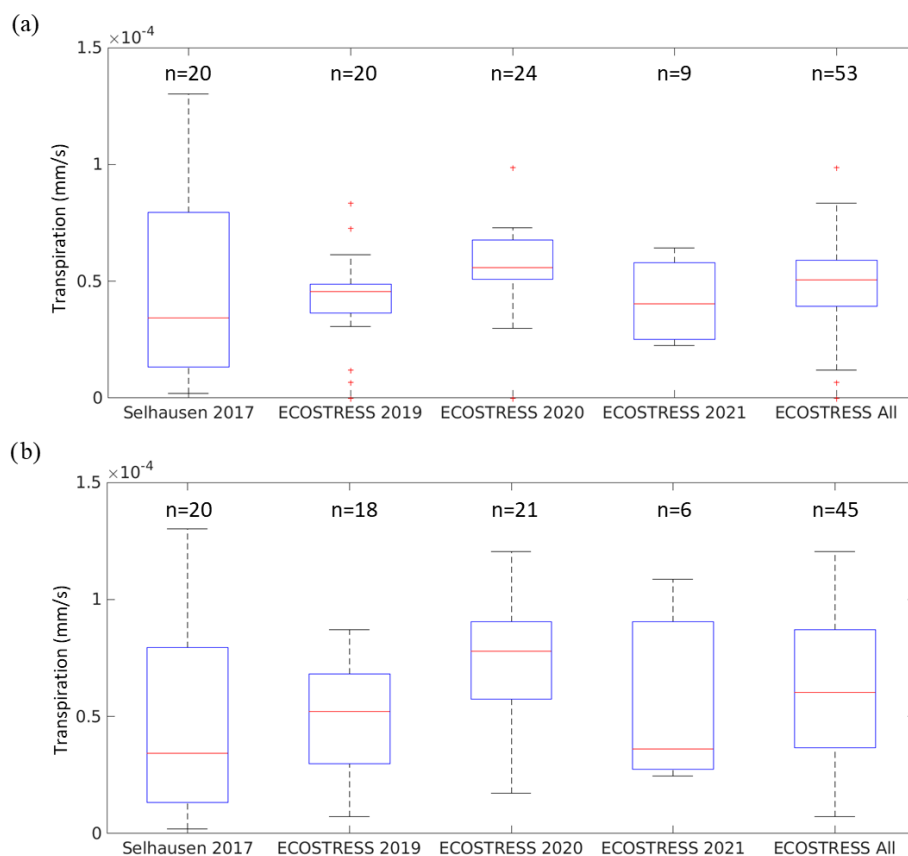 (a)
×10⁻⁴
1.5
n=20 n=20 n=24 n=9 n=53
1
Transpiration (mm/s)
0.5
0
Selhausen 2017 ECOSTRESS 2019 ECOSTRESS 2020 ECOSTRESS 2021 ECOSTRESS All
(b)
×10⁻⁴
1.5
n=20 n=18 n=21 n=6 n=45
1
Transpiration (mm/s)
0.5
0
Selhausen 2017 ECOSTRESS 2019 ECOSTRESS 2020 ECOSTRESS 2021 ECOSTRESS All